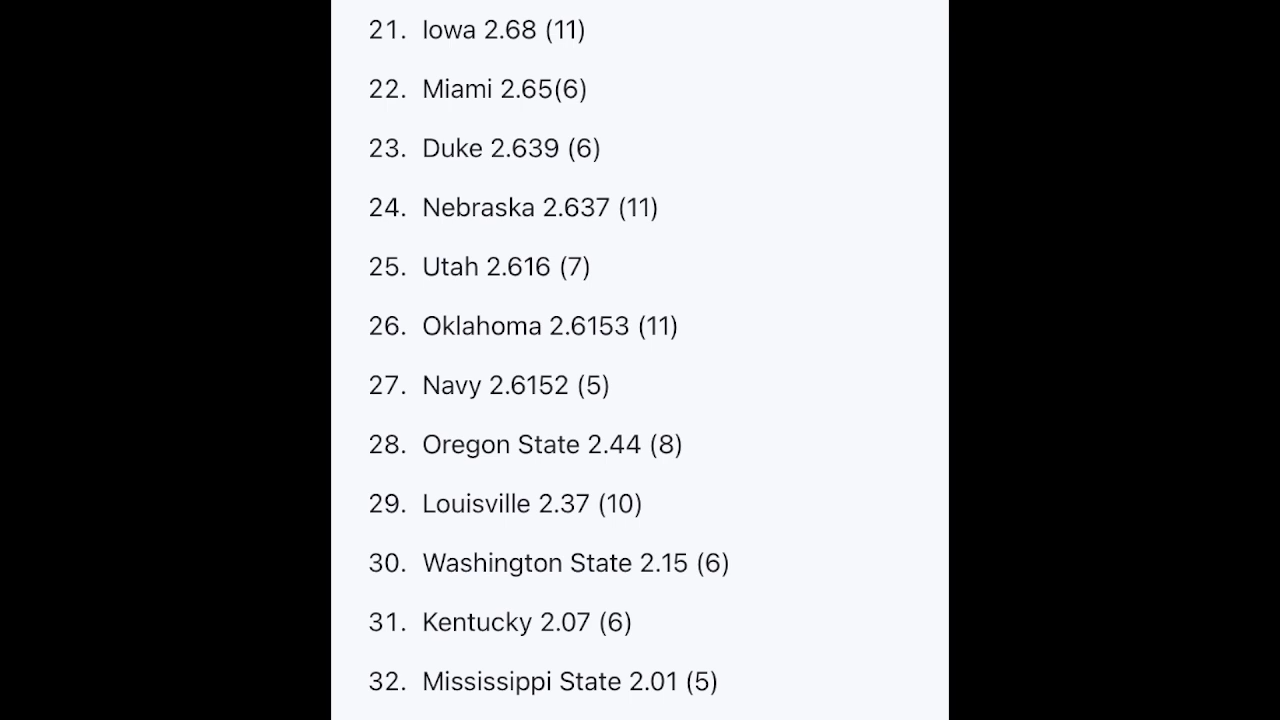 21. Iowa 2.68 (11)
22. Miami 2.65(6)
23. Duke 2.639 (6)
24. Nebraska 2.637 (11)
25. Utah 2.616 (7)
26. Oklahoma 2.6153 (11)
27. Navy 2.6152 (5)
28. Oregon State 2.44 (8)
29. Louisville 2.37 (10)
30. Washington State 2.15 (6)
31. Kentucky 2.07 (6)
32. Mississippi State 2.01 (5)